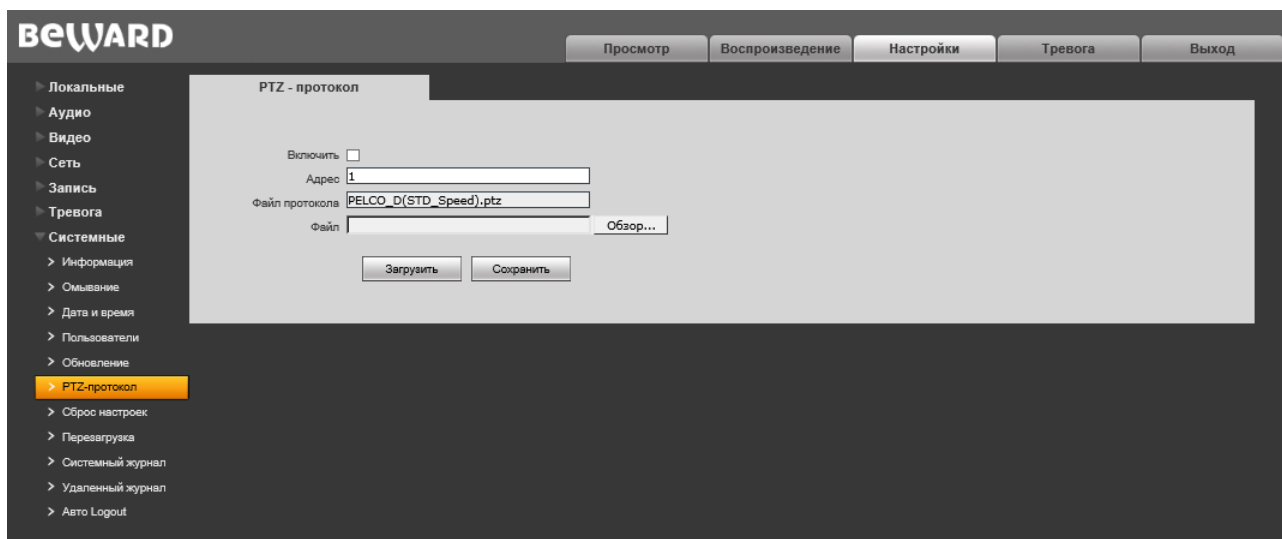 BEWARD
Просмотр Воспроизведение Настройки Тревога Выход
Локальные
Аудио
Видео
Сеть
Запись
Тревога
Системные
Информация
Омывание
Дата и время
Пользователи
Обновление
PTZ-протокол
Сброс настроек
Перезагрузка
Системный журнал
Удаленный журнал
Авто Logout
PTZ - протокол
Включить
Адрес 1
Файл протокола PELCO_D(STD_Speed).ptz
Файл Обзор...
Загрузить Сохранить